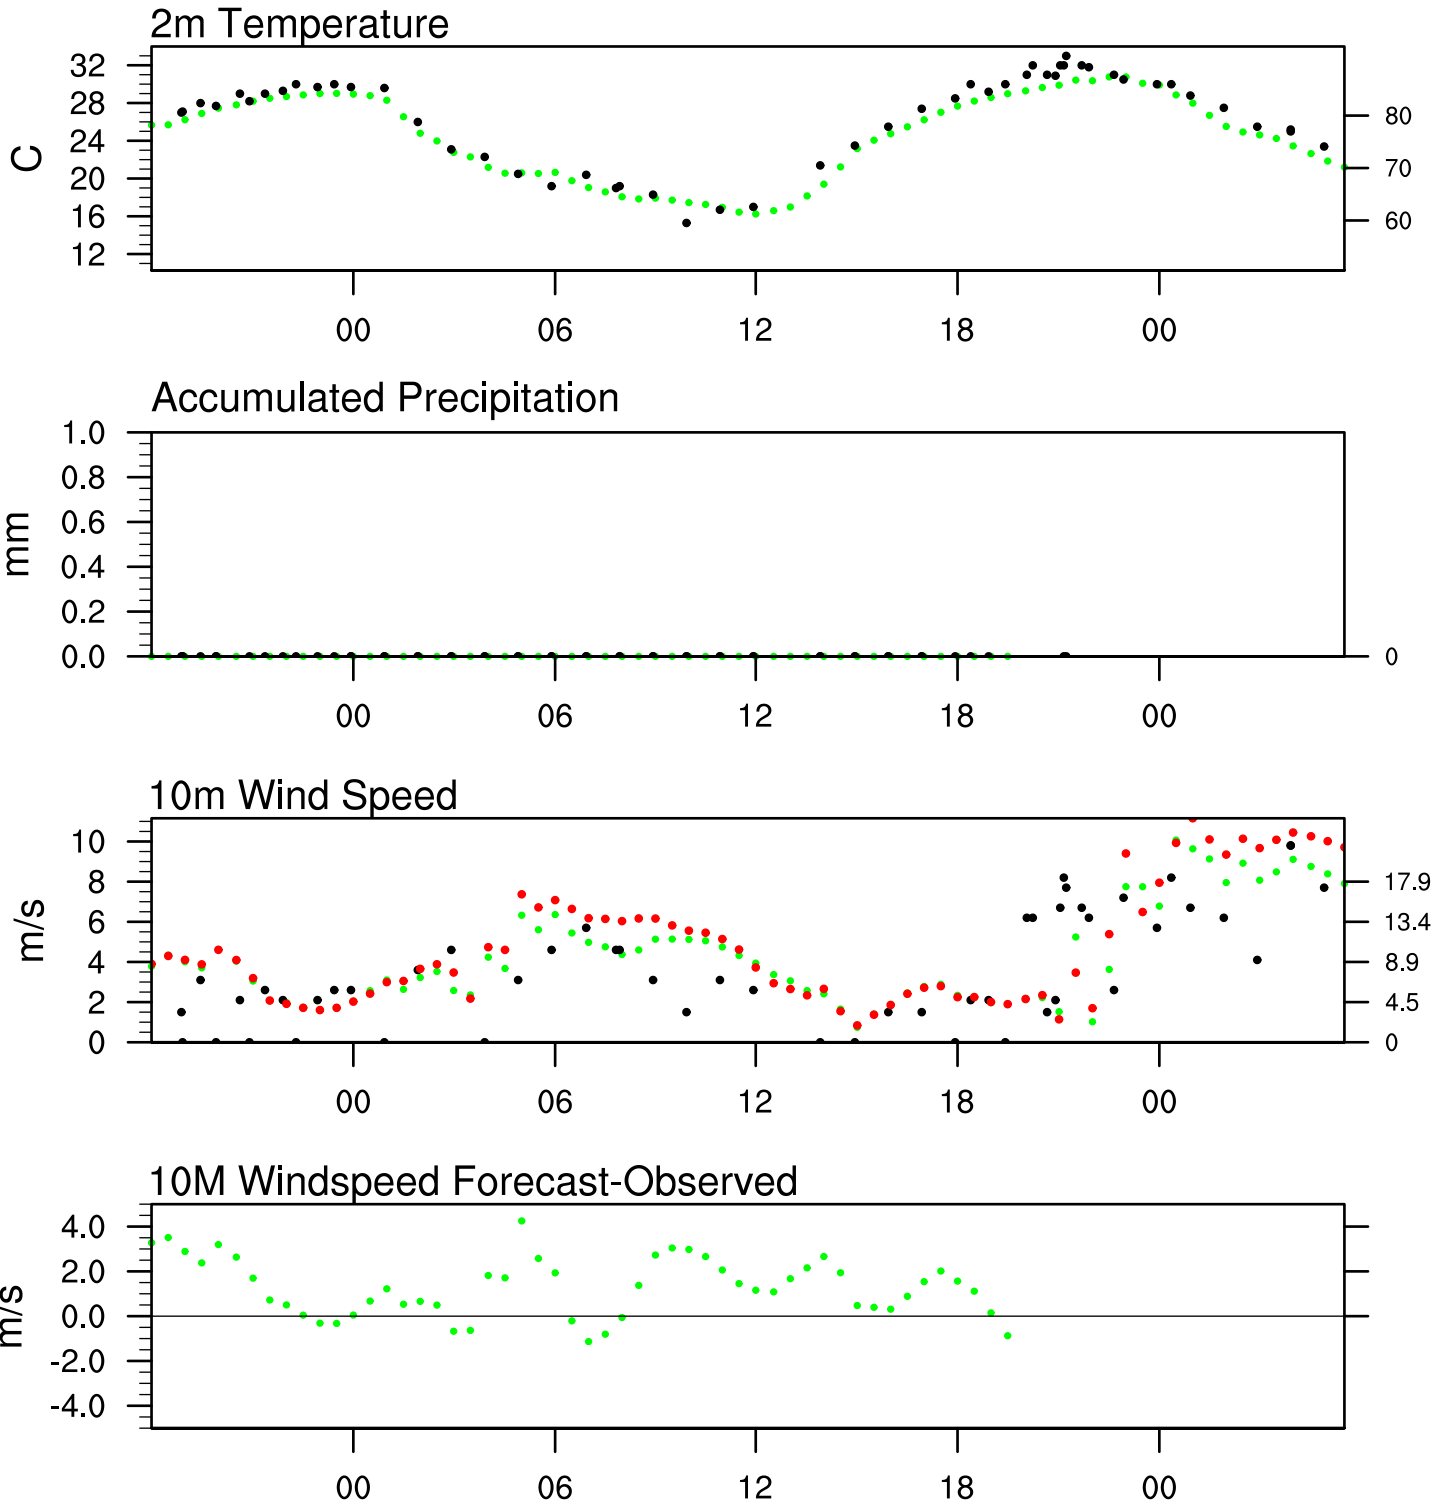 2m Temperature
32
28
24
20
16
12
C
80
70
60
00 06 12 18 00
Accumulated Precipitation
1.0
0.8
0.6
0.4
0.2
0.0
mm
0
00 06 12 18 00
10m Wind Speed
10
8
6
4
2
0
m/s
17.9
13.4
8.9
4.5
0
00 06 12 18 00
10M Windspeed Forecast-Observed
4.0
2.0
0.0
-2.0
-4.0
m/s
00 06 12 18 00